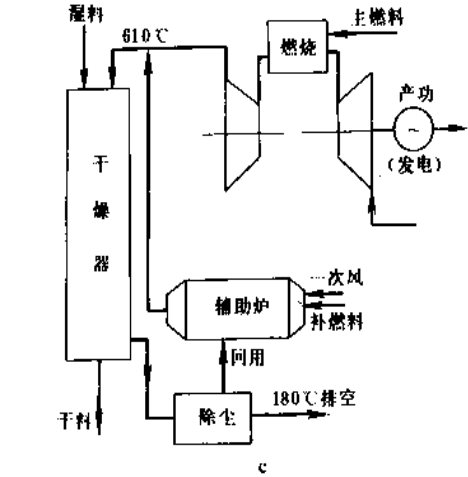 湿料
610℃
主燃料
燃烧
产功
~
(发电)
干燥器
一次风
辅助炉
补燃料
回用
180℃排空
除尘
干料
c